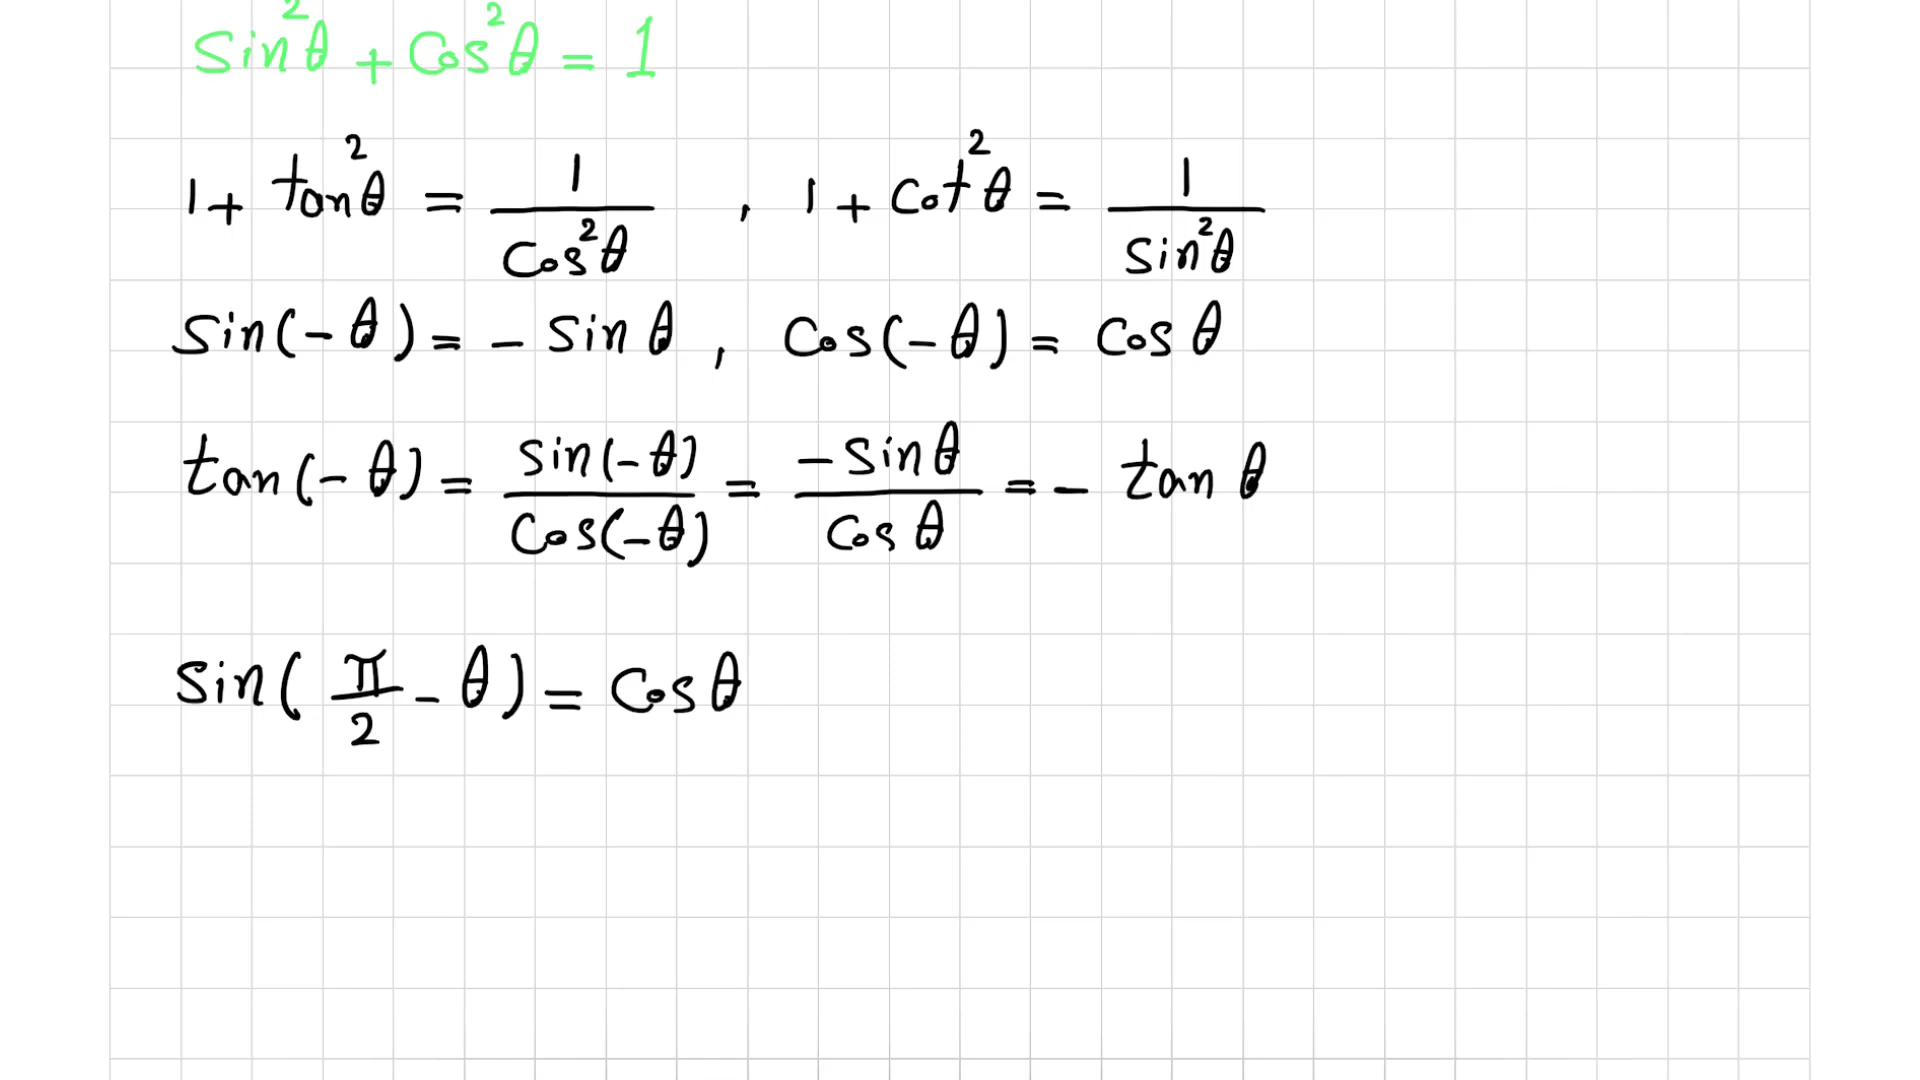 sin²θ + cos²θ = 1
1 + tan²θ = 1/cos²θ , 1 + cot²θ = 1/sin²θ
sin(-θ) = - sin θ , cos(-θ) = cos θ
tan(-θ) = sin(-θ)/cos(-θ) = -sinθ/cos θ = - tan θ
sin(π/2 - θ) = cos θ